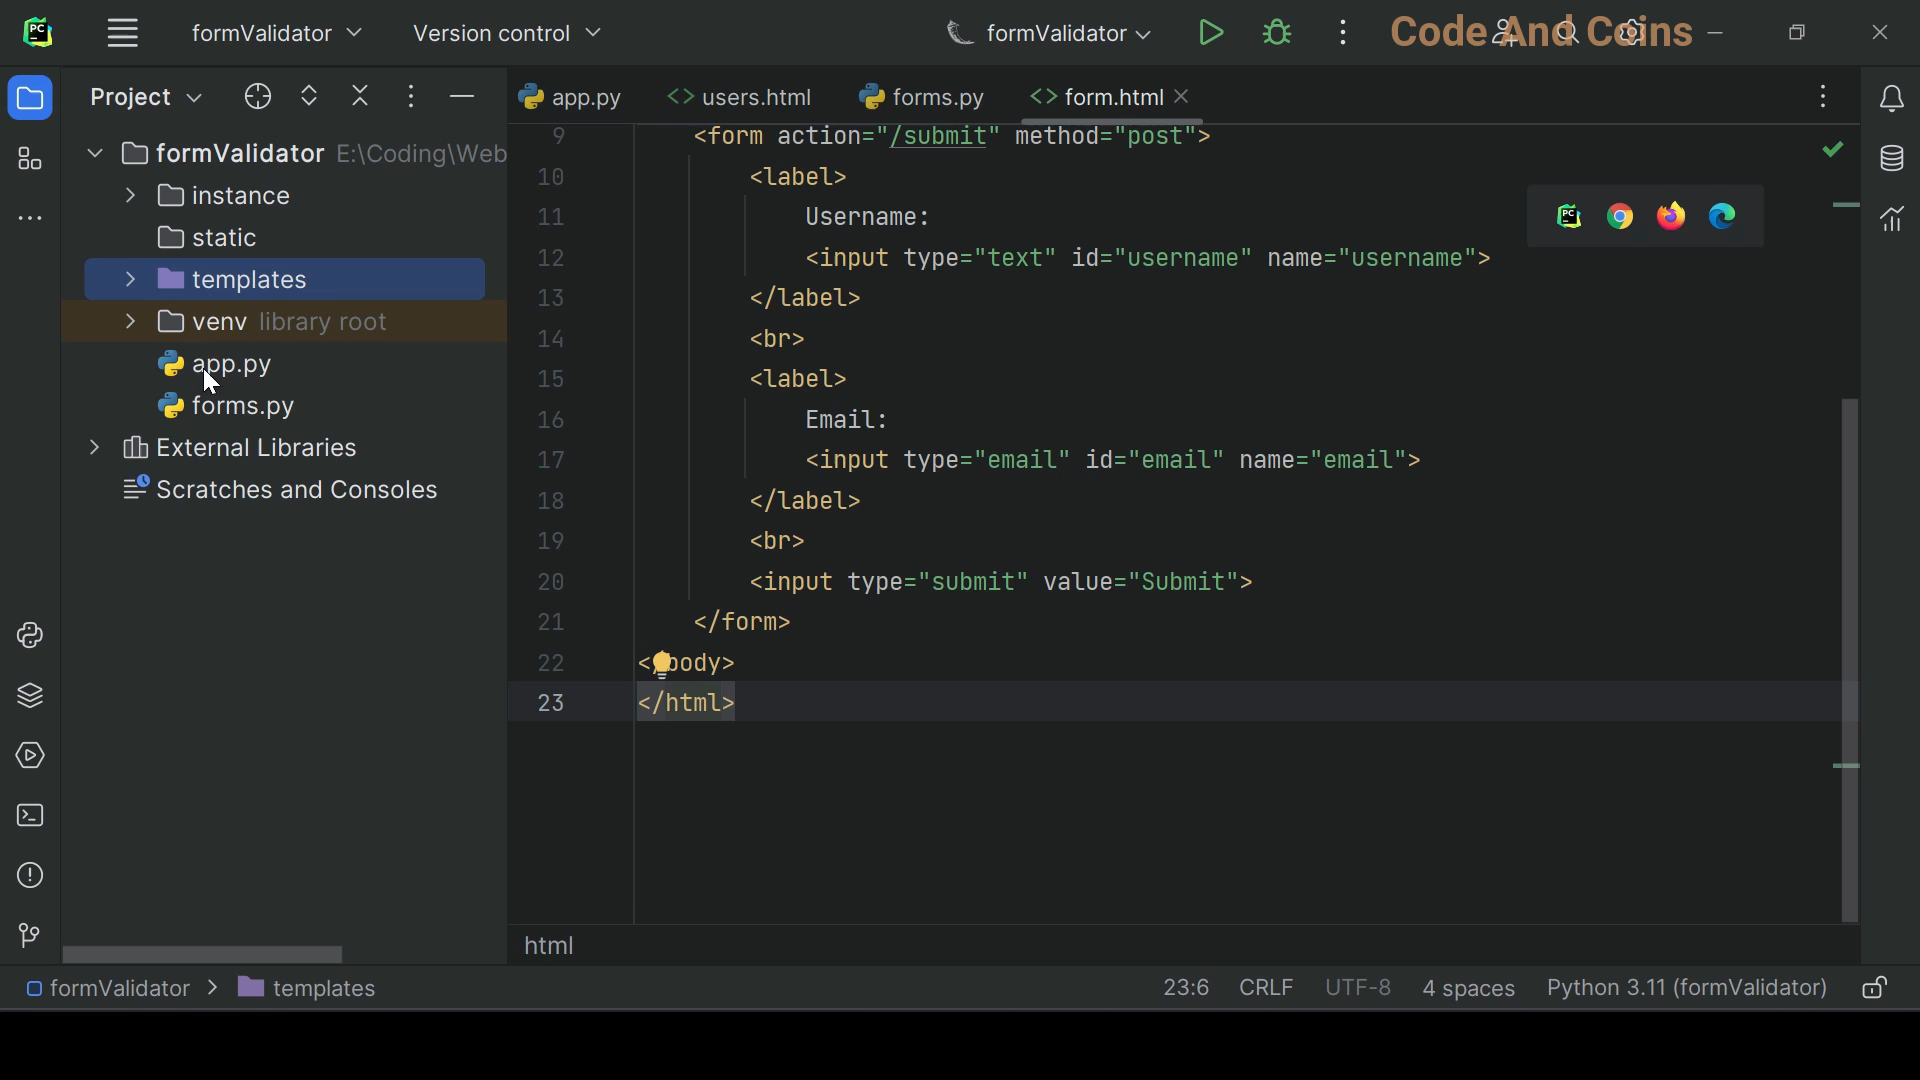 PC formValidator Version control formValidator Code And Coins
Project
app.py <> users.html forms.py <> form.html
formValidator E:\Coding\Web
instance
static
templates
venv library root
app.py
forms.py
External Libraries
Scratches and Consoles
9 <form action="/submit" method="post">
10 <label>
11 Username:
12 <input type="text" id="username" name="username">
13 </label>
14 <br>
15 <label>
16 Email:
17 <input type="email" id="email" name="email">
18 </label>
19 <br>
20 <input type="submit" value="Submit">
21 </form>
22 </body>
23 </html>
PC
html
formValidator > templates 23:6 CRLF UTF-8 4 spaces Python 3.11 (formValidator)